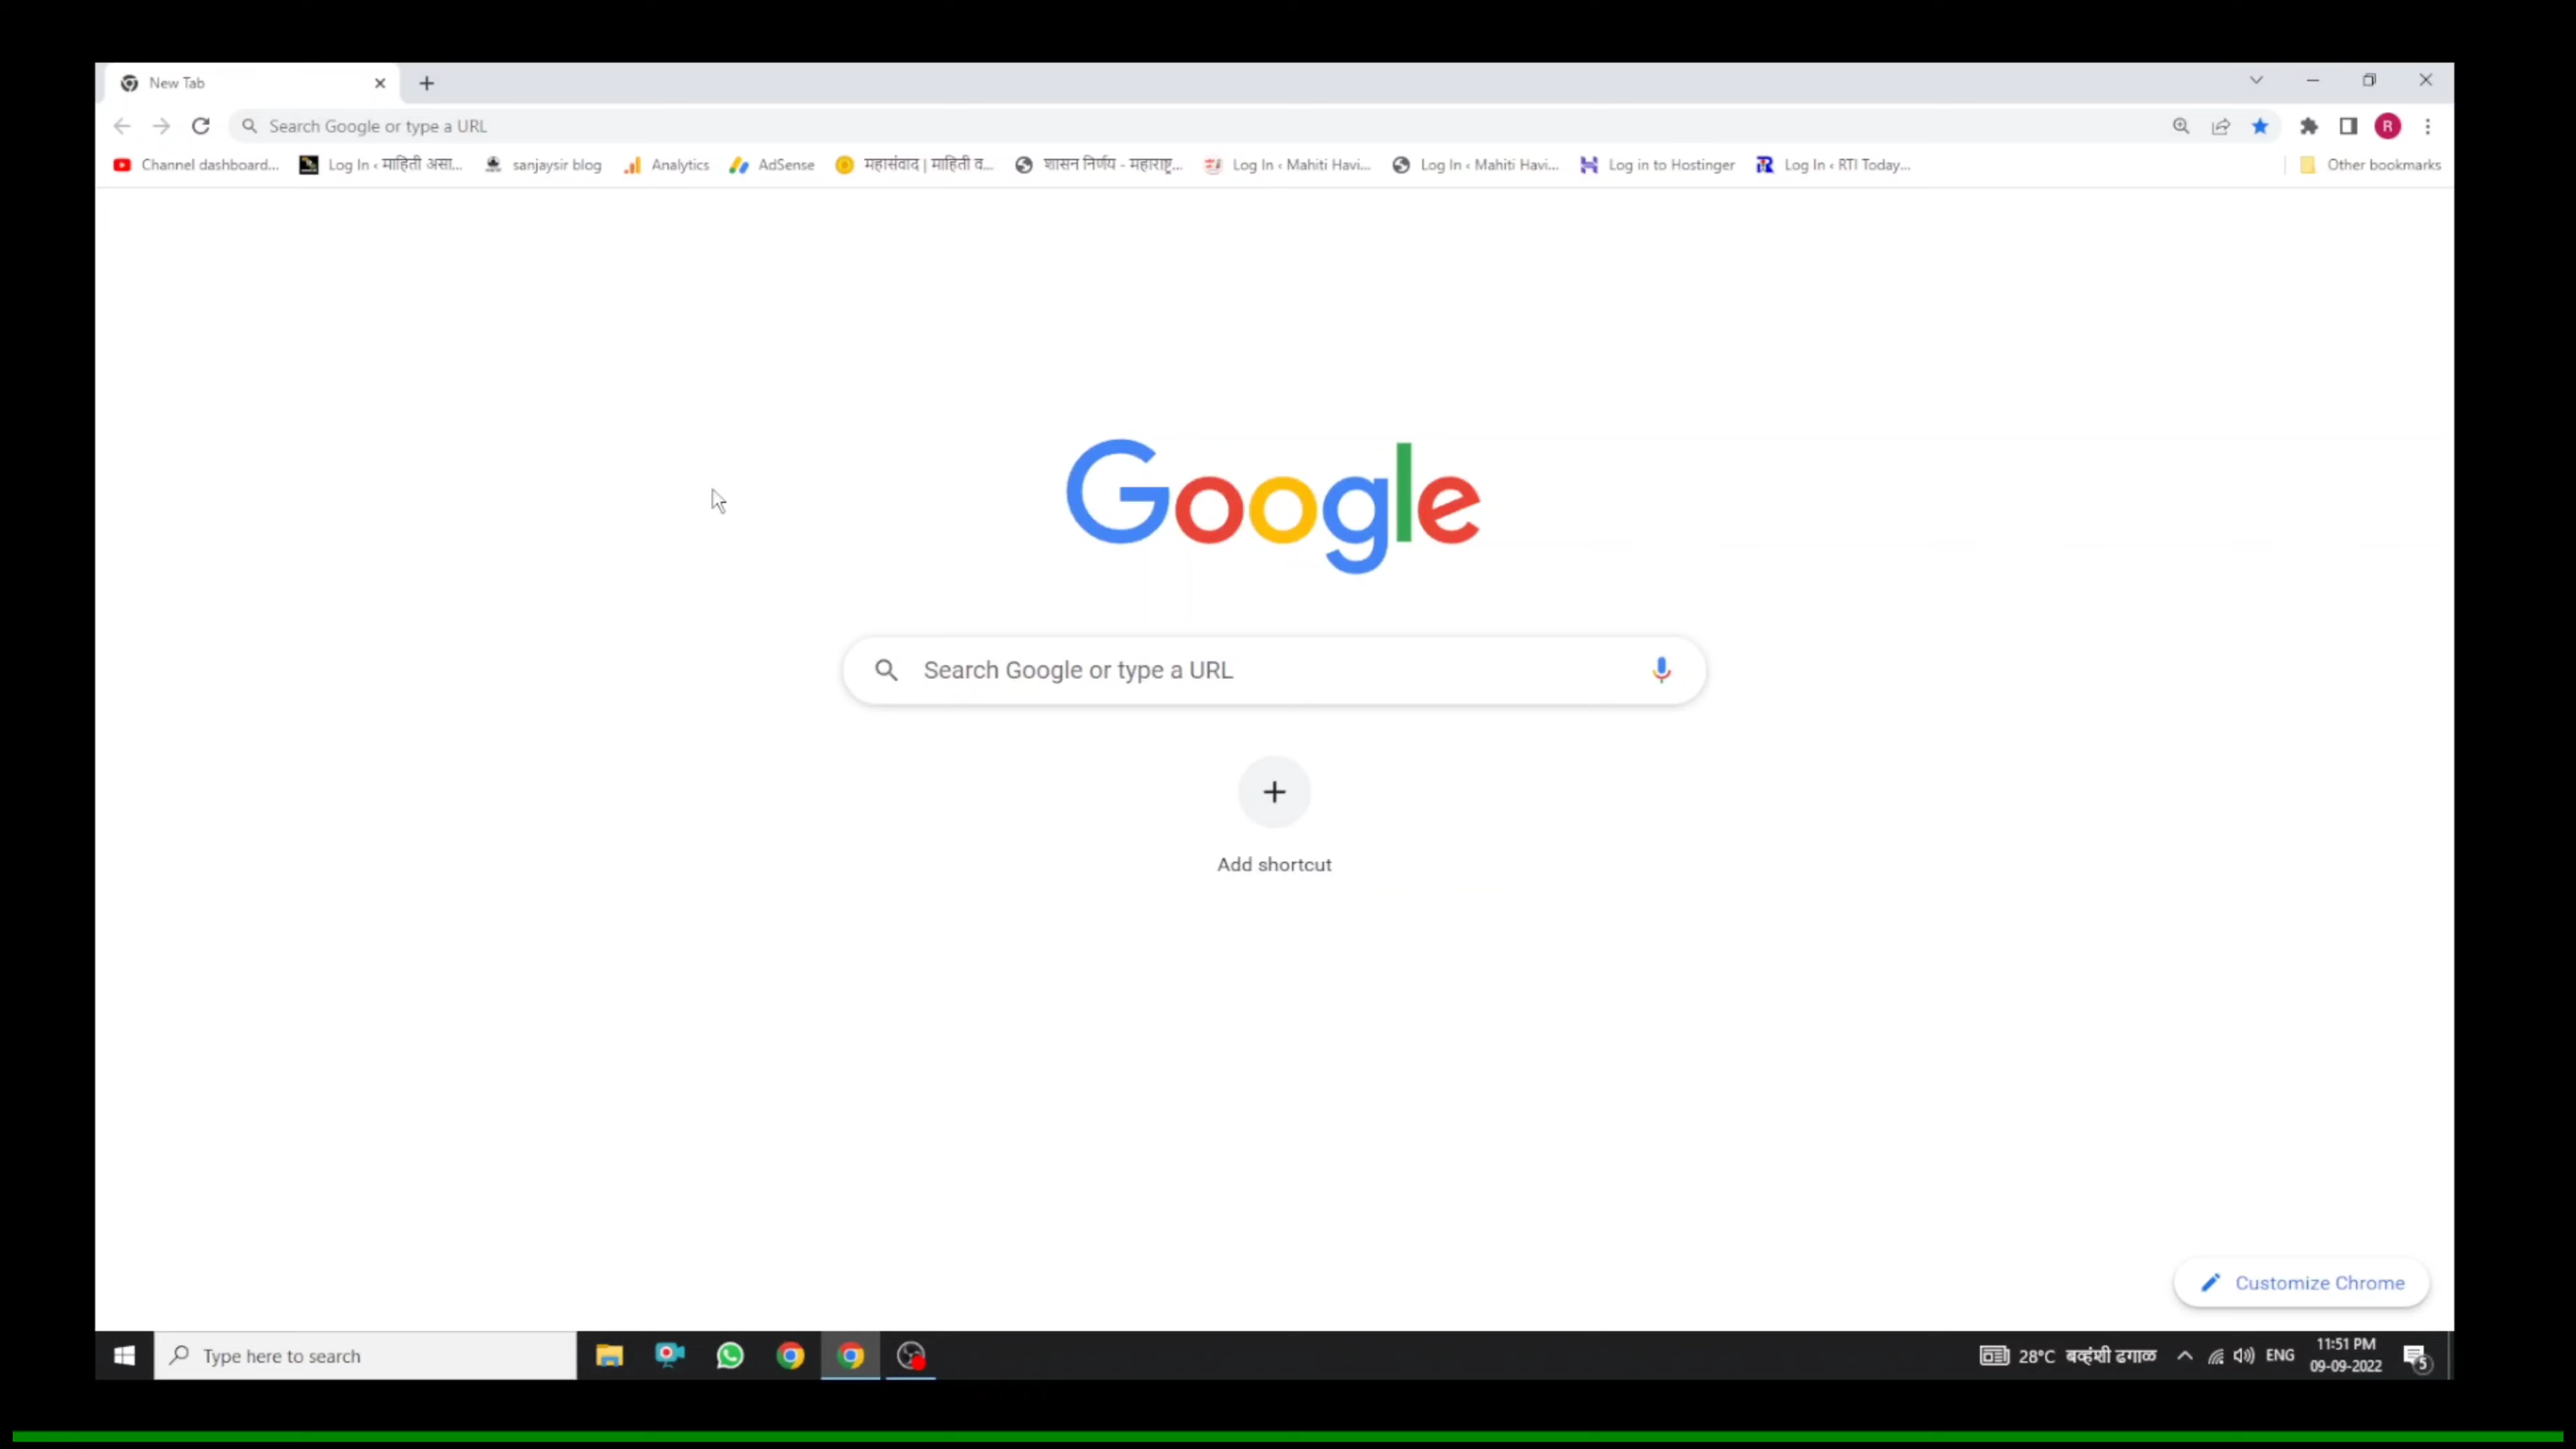 New Tab
Search Google or type a URL
Channel dashboard... Log In ‹ माहिती असा... sanjaysir blog Analytics AdSense महासंवाद | माहिती व... शासन निर्णय - महाराष्ट्र... Log In ‹ Mahiti Havi... Log In ‹ Mahiti Havi... Log in to Hostinger Log In ‹ RTI Today... Other bookmarks
R
Google
Search Google or type a URL
Add shortcut
Customize Chrome
Type here to search
28°C बव्हंशी ढगाळ ENG 11:51 PM
09-09-2022
5